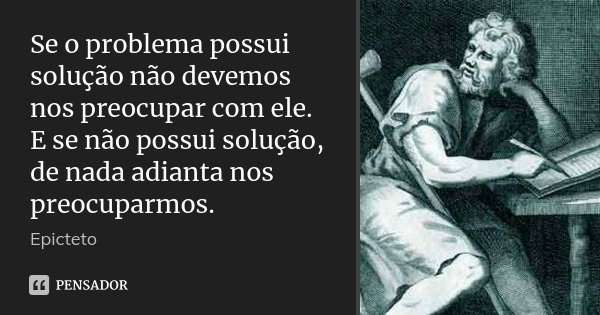 Se o problema possui
solução não devemos
nos preocupar com ele.
E se não possui solução,
de nada adianta nos
preocuparmos.
Epicteto
PENSADOR